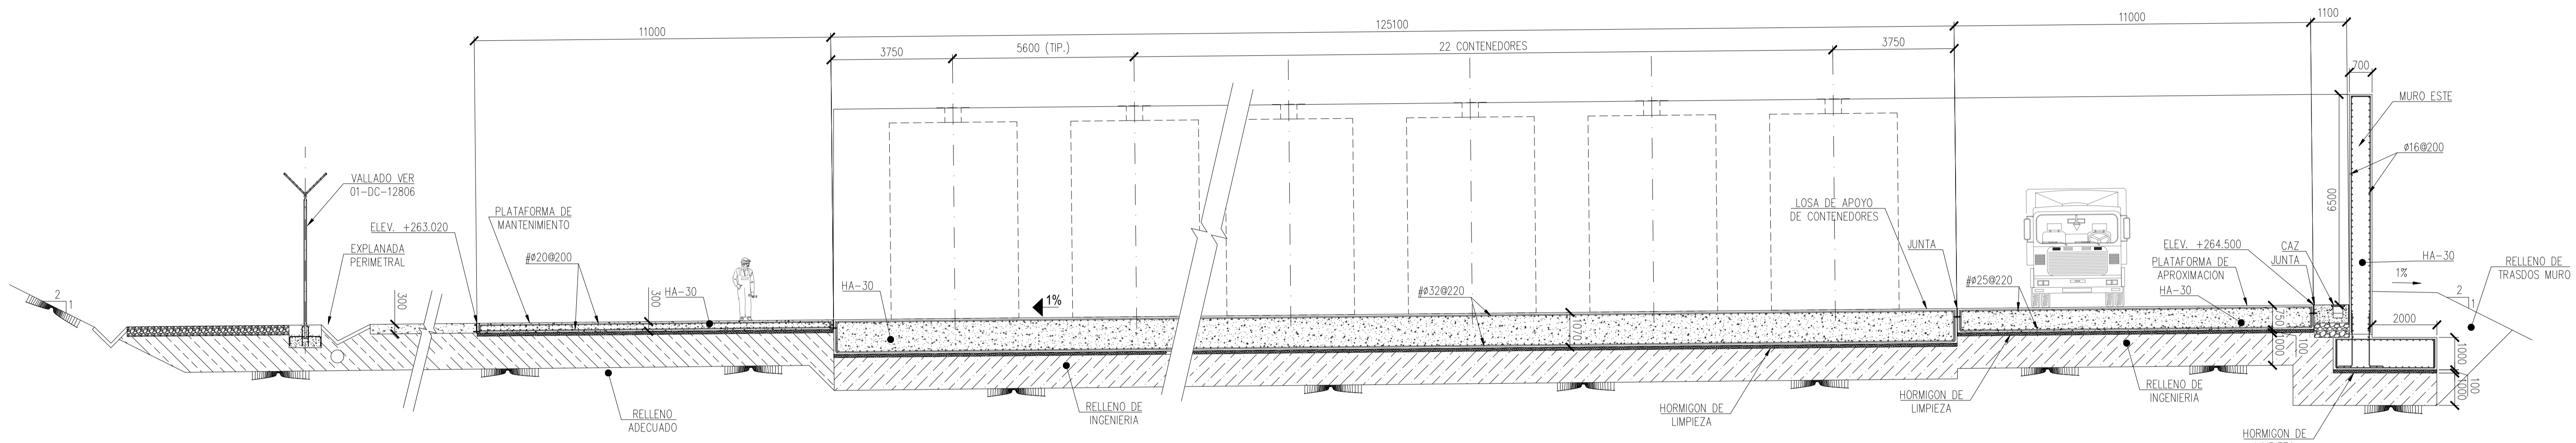 11000
125100
11000
1100
3750
5600 (TIP.)
22 CONTENEDORES
3750
700
MURO ESTE
ø16@200
6500
VALLADO VER
01-DC-12806
ELEV. +263.020
PLATAFORMA DE
MANTENIMIENTO
EXPLANADA
PERIMETRAL
#ø20@200
LOSA DE APOYO
DE CONTENEDORES
JUNTA
ELEV. +264.500
CAZ
JUNTA
PLATAFORMA DE
APROXIMACION
HA-30
HA-30
1%
RELLENO DE
TRASDOS MURO
2
1
300
300
HA-30
HA-30
1%
#ø32@220
1070
#ø25@220
750
1000
100
2
1
2000
1000
100
1000
RELLENO
ADECUADO
RELLENO DE
INGENIERIA
HORMIGON DE
LIMPIEZA
HORMIGON DE
LIMPIEZA
RELLENO DE
INGENIERIA
HORMIGON DE